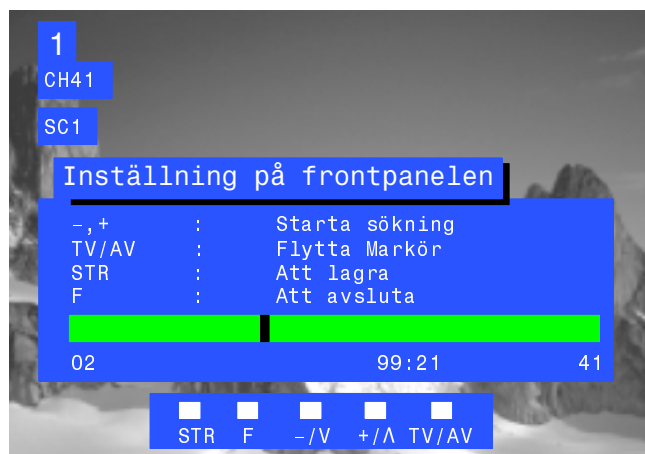 1
CH41
SC1
Inställning på frontpanelen
–,+ : Starta sökning
TV/AV : Flytta Markör
STR : Att lagra
F : Att avsluta
02 99:21 41
STR F –/V +/Λ TV/AV